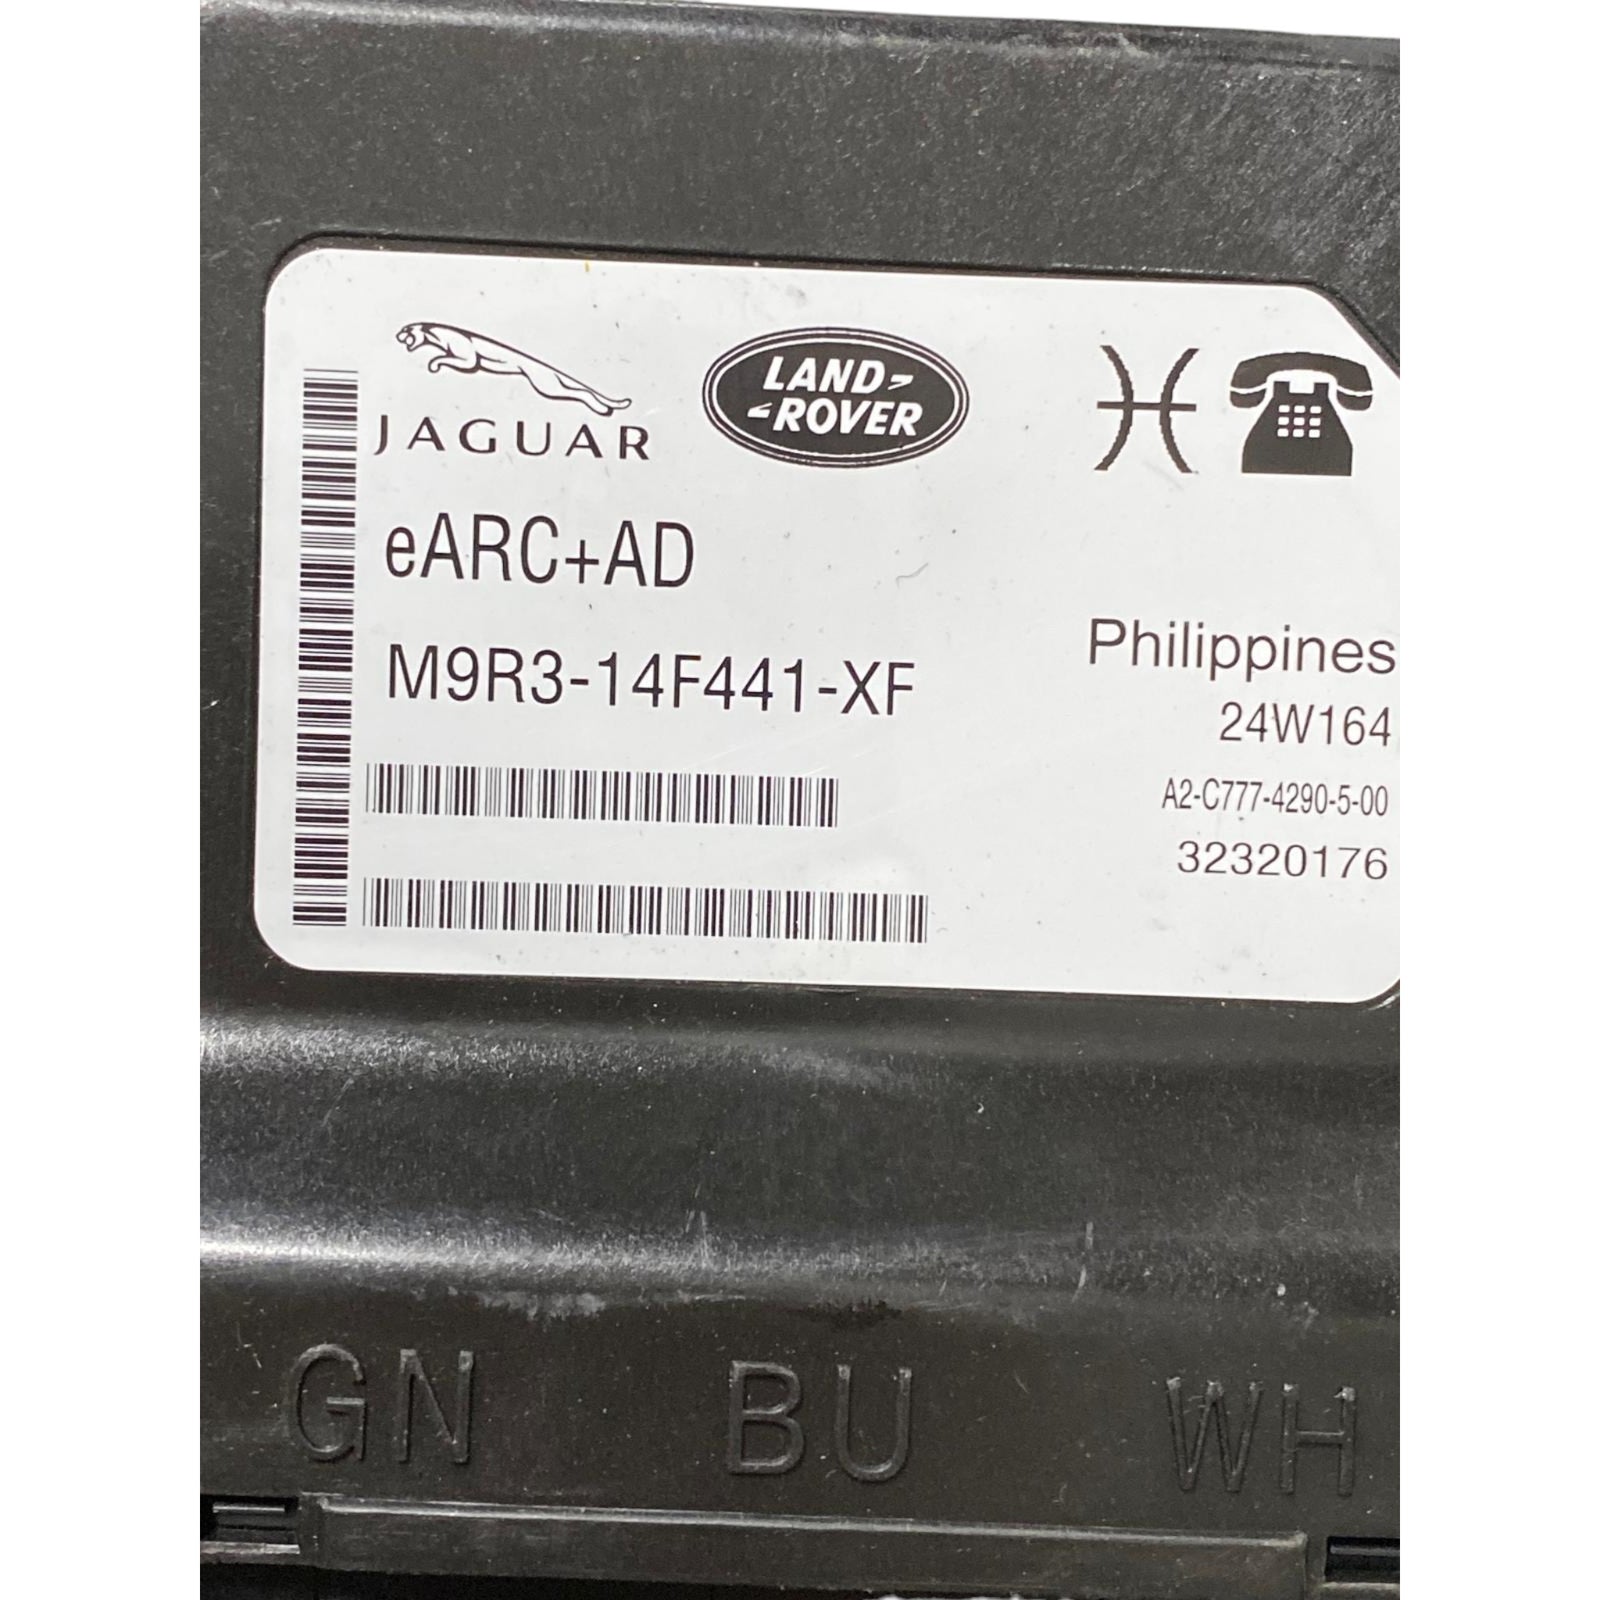 JAGUAR
LAND
ROVER
eARC+AD
M9R3-14F441-XF
Philippines
24W164
A2-C777-4290-5-00
32320176
GN BU WH